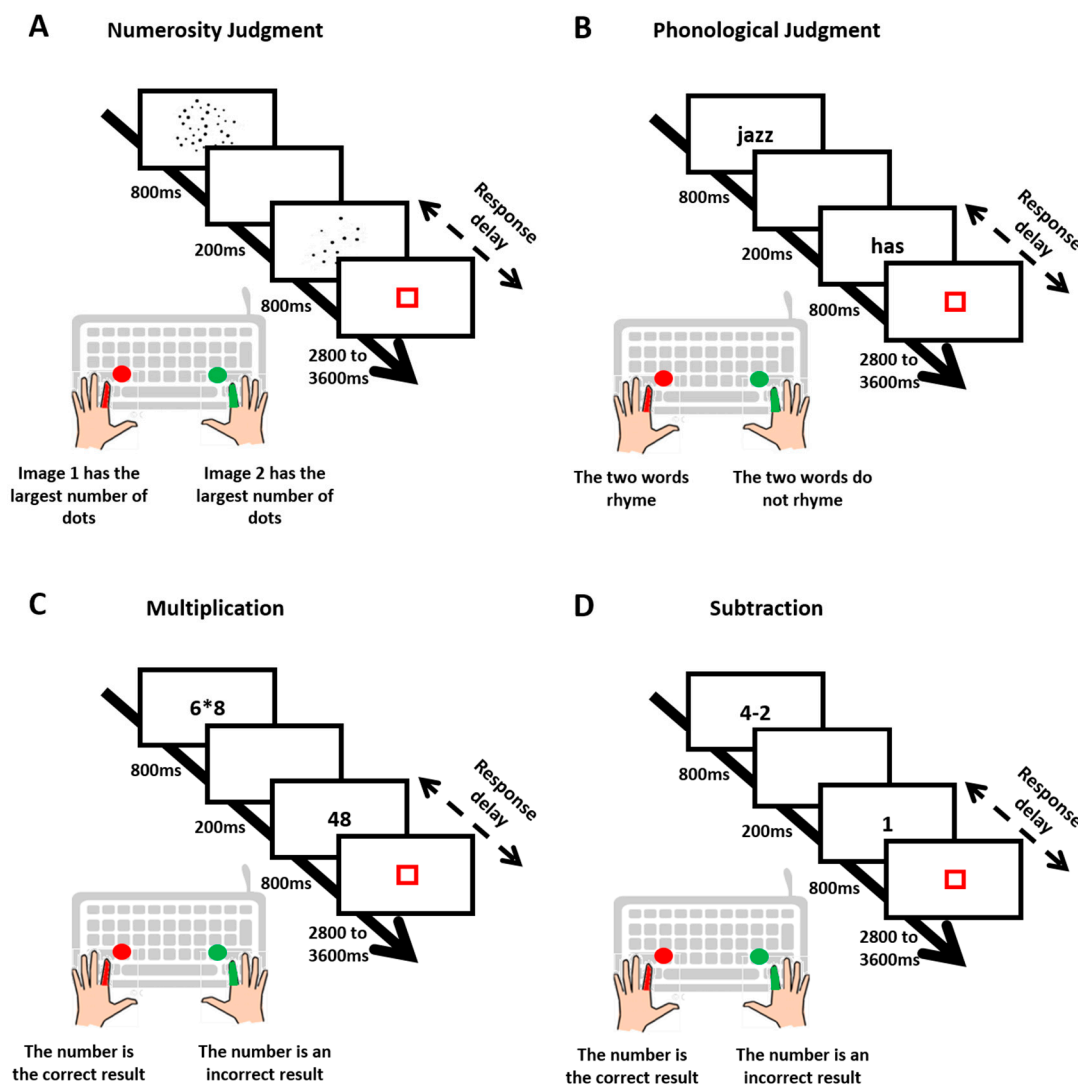 A Numerosity Judgment
800ms
200ms
800ms
2800 to
3600ms
Response
delay
Image 1 has the
largest number of
dots
Image 2 has the
largest number of
dots
B Phonological Judgment
jazz
800ms
200ms
has
800ms
2800 to
3600ms
Response
delay
The two words
rhyme
The two words do
not rhyme
C Multiplication
6*8
800ms
200ms
48
800ms
2800 to
3600ms
Response
delay
The number is
the correct result
The number is an
incorrect result
D Subtraction
4-2
800ms
200ms
1
800ms
2800 to
3600ms
Response
delay
The number is
the correct result
The number is an
incorrect result